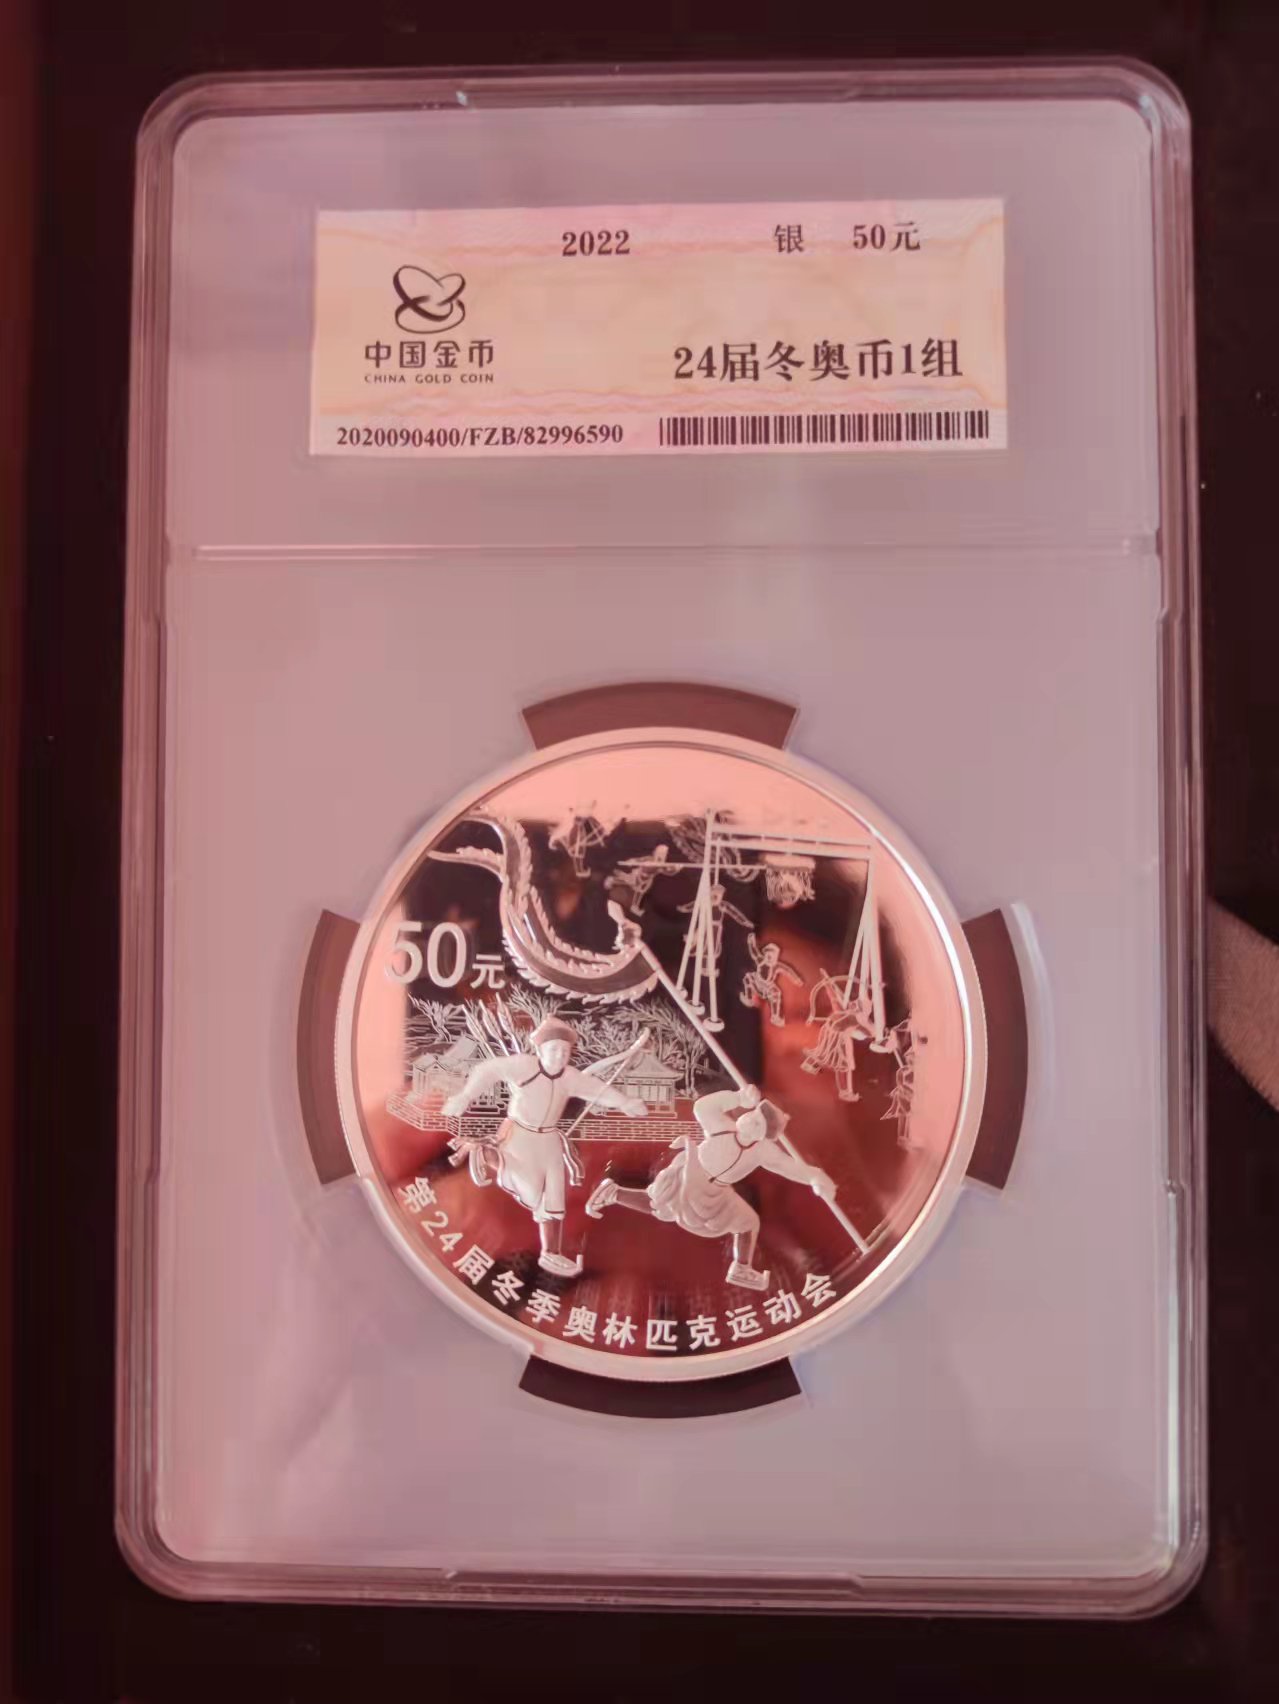 2022 银 50元
中国金币
CHINA GOLD COIN
24届冬奥币1组
2020090400/FZB/82996590
50元
第24届冬季奥林匹克运动会